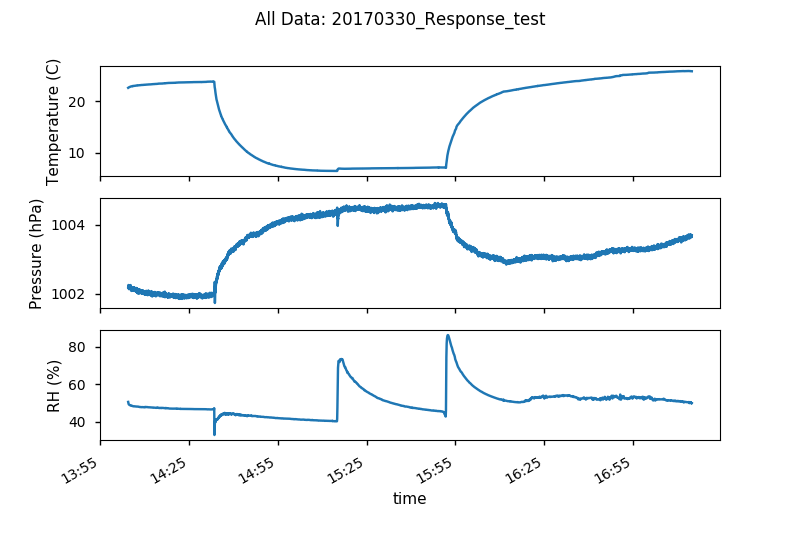 All Data: 20170330_Response_test
Temperature (C)
20
10
Pressure (hPa)
1004
1002
RH (%)
80
60
40
13:55
14:25
14:55
15:25
15:55
16:25
16:55
time